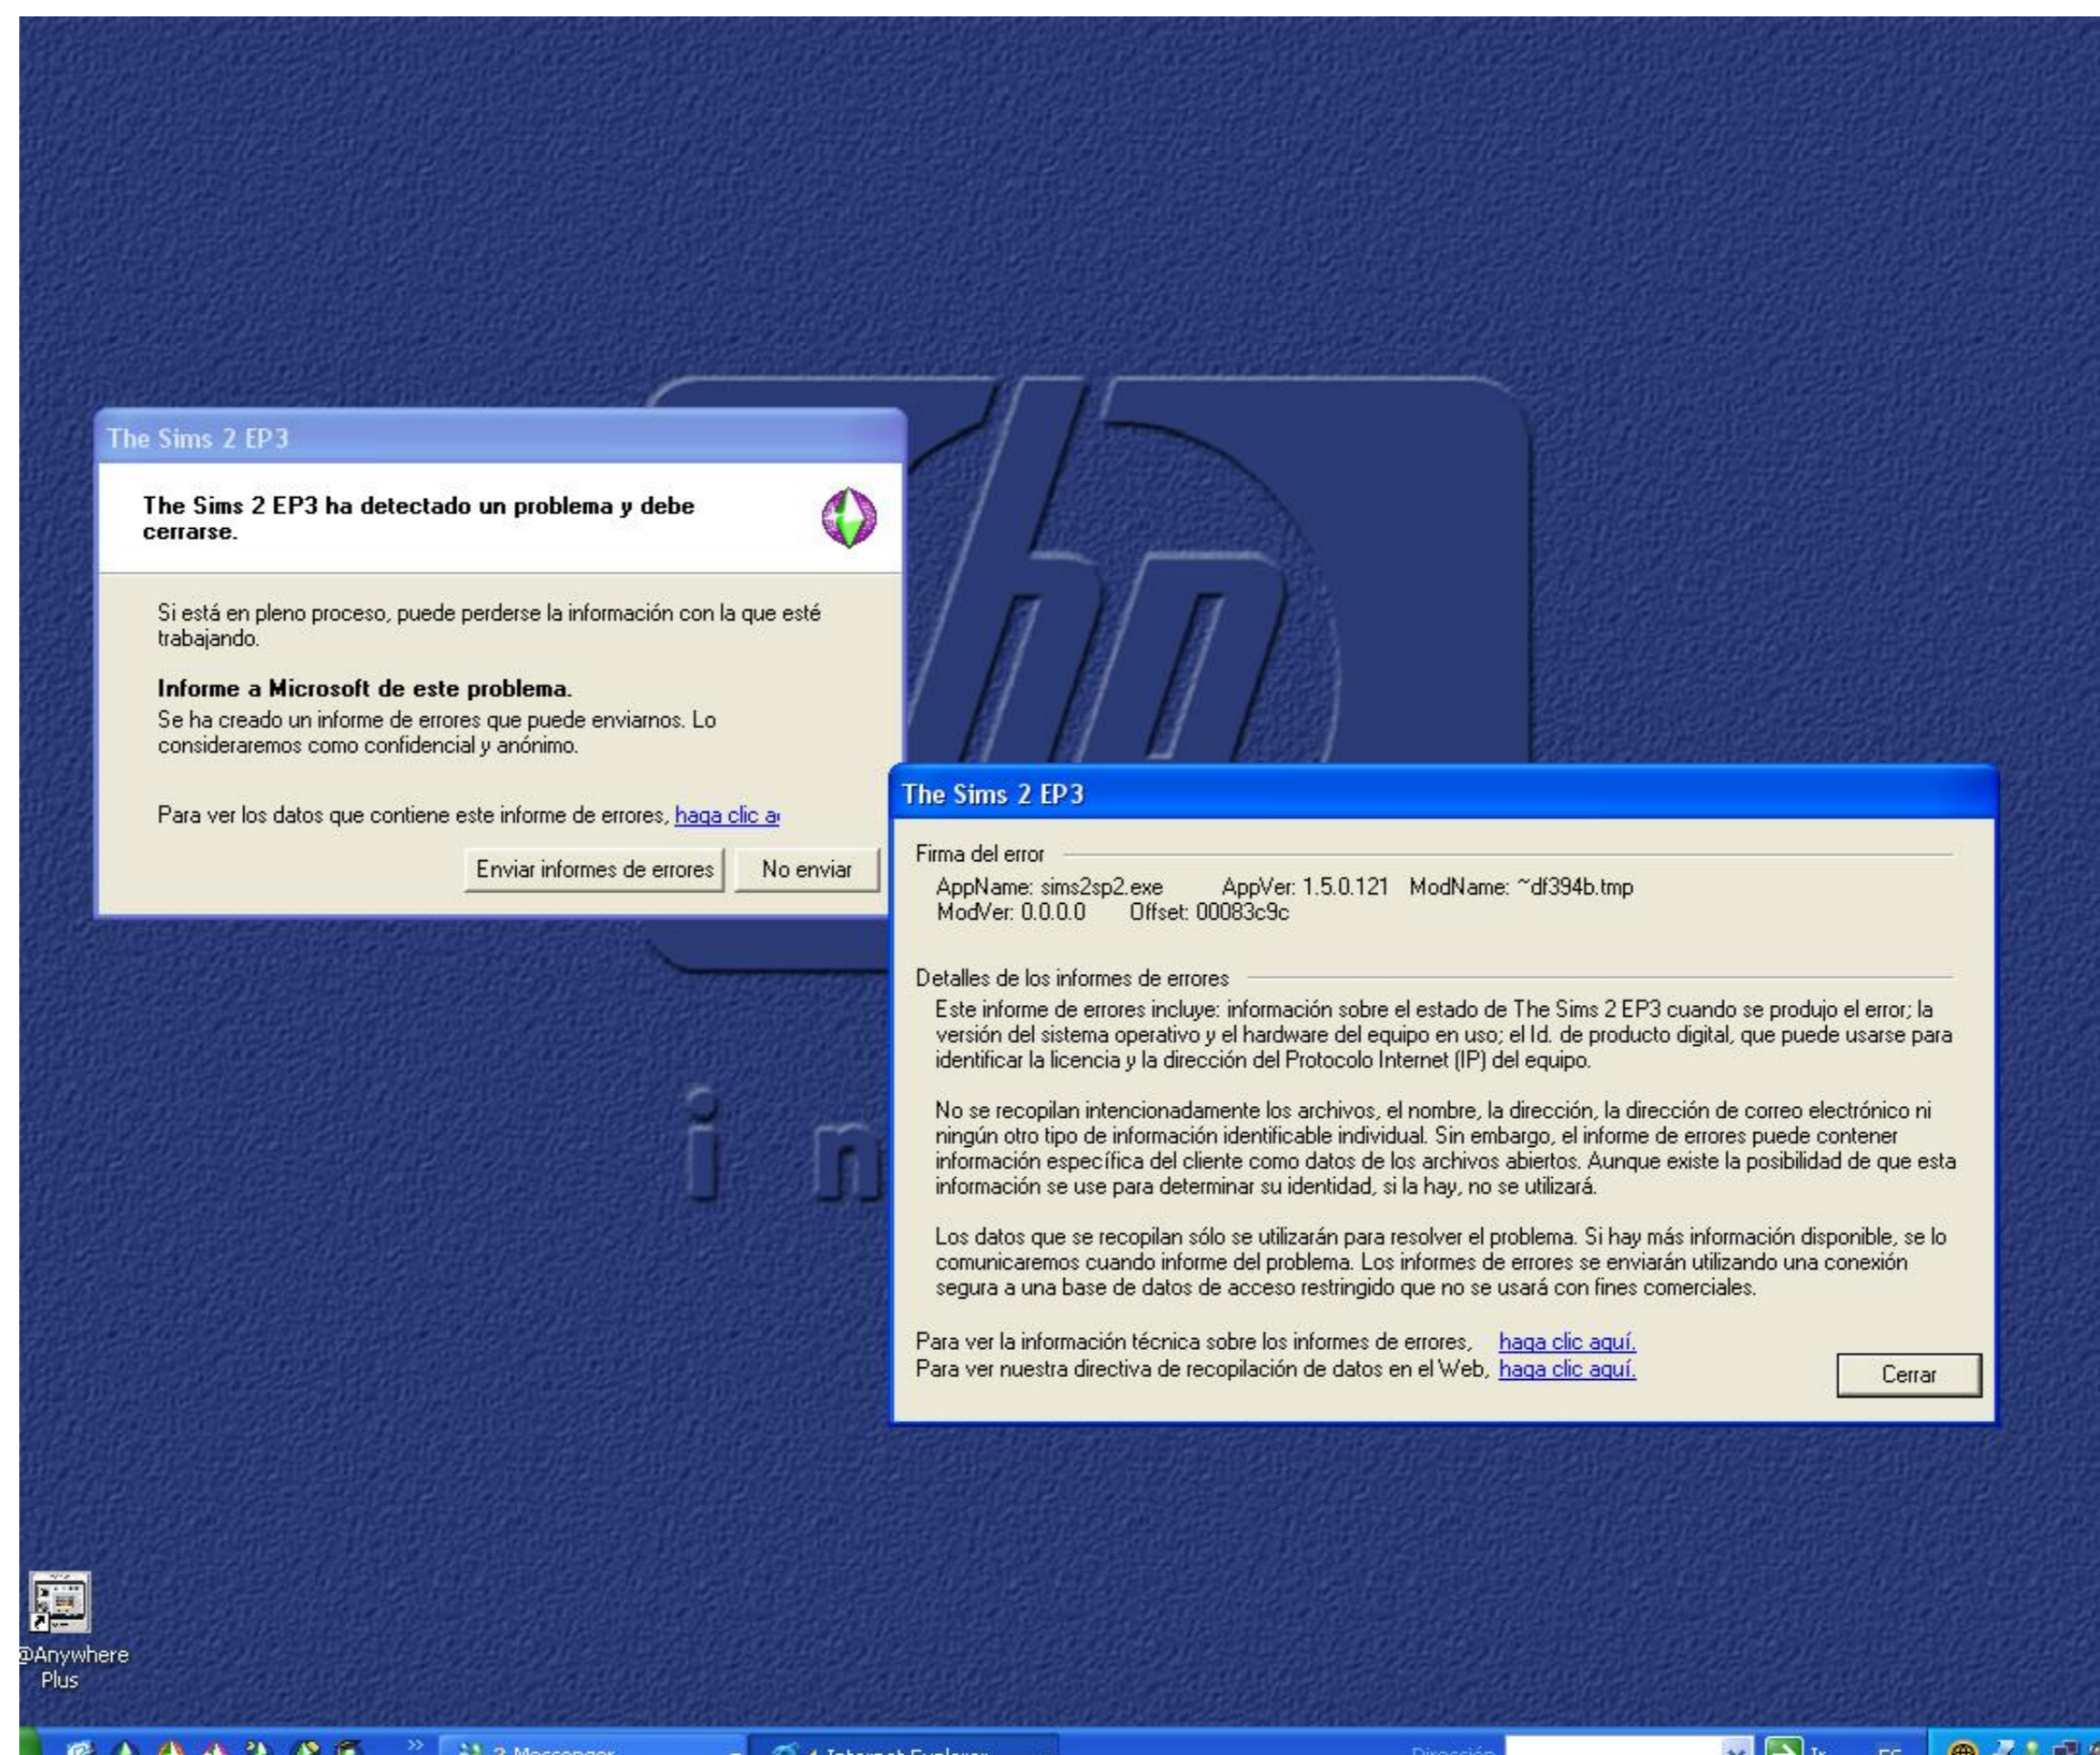 The Sims 2 EP3
The Sims 2 EP3 ha detectado un problema y debe
cerrarse.
Si está en pleno proceso, puede perderse la información con la que esté
trabajando.
Informe a Microsoft de este problema.
Se ha creado un informe de errores que puede enviarnos. Lo
consideraremos como confidencial y anónimo.
Para ver los datos que contiene este informe de errores, haga clic
Enviar informes de errores
No enviar
hp
i n
The Sims 2 EP3
Firma del error
AppName: sims2sp2.exe AppVer: 1.5.0.121 ModName: ~df394b.tmp
ModVer: 0.0.0.0 Offset: 00083c9c
Detalles de los informes de errores
Este informe de errores incluye: información sobre el estado de The Sims 2 EP3 cuando se produjo el error; la
versión del sistema operativo y el hardware del equipo en uso; el Id. de producto digital, que puede usarse para
identificar la licencia y la dirección del Protocolo Internet (IP) del equipo.
No se recopilan intencionadamente los archivos, el nombre, la dirección, la dirección de correo electrónico ni
ningún otro tipo de información identificable individual. Sin embargo, el informe de errores puede contener
información específica del cliente como datos de los archivos abiertos. Aunque existe la posibilidad de que esta
información se use para determinar su identidad, si la hay, no se utilizará.
Los datos que se recopilan sólo se utilizarán para resolver el problema. Si hay más información disponible, se lo
comunicaremos cuando informe del problema. Los informes de errores se enviarán utilizando una conexión
segura a una base de datos de acceso restringido que no se usará con fines comerciales.
Para ver la información técnica sobre los informes de errores, haga clic aquí.
Para ver nuestra directiva de recopilación de datos en el Web, haga clic aquí.
Cerrar
@Anywhere
Plus
Messenger
Internet Explorer
Dirección
Ir
ES